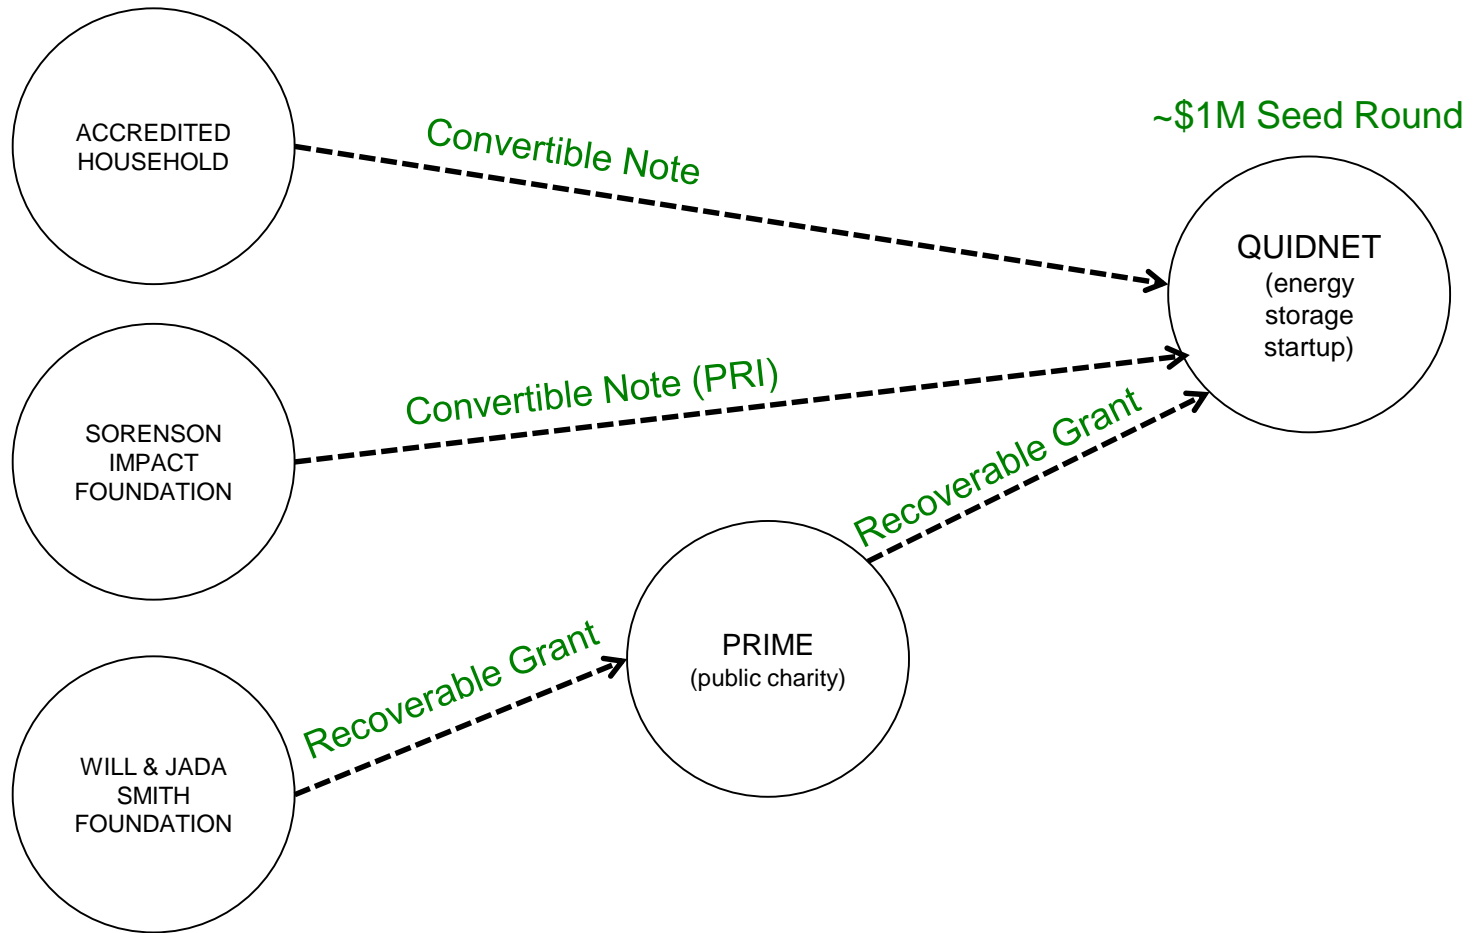 ACCREDITED
HOUSEHOLD
Convertible Note
~$1M Seed Round
QUIDNET
(energy
storage
startup)
SORENSON
IMPACT
FOUNDATION
Convertible Note (PRI)
Recoverable Grant
PRIME
(public charity)
Recoverable Grant
WILL & JADA
SMITH
FOUNDATION